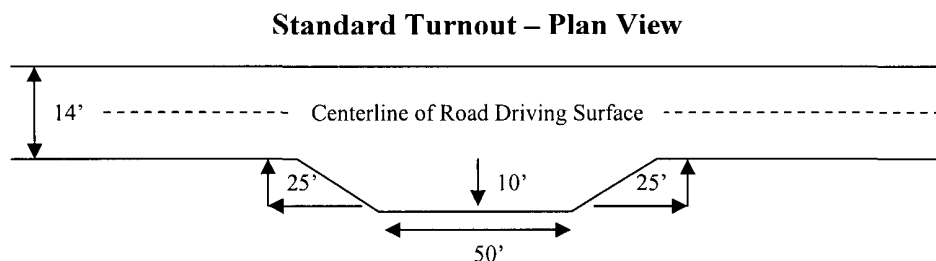 Standard Turnout – Plan View
14’
Centerline of Road Driving Surface
25’
10’
25’
50’